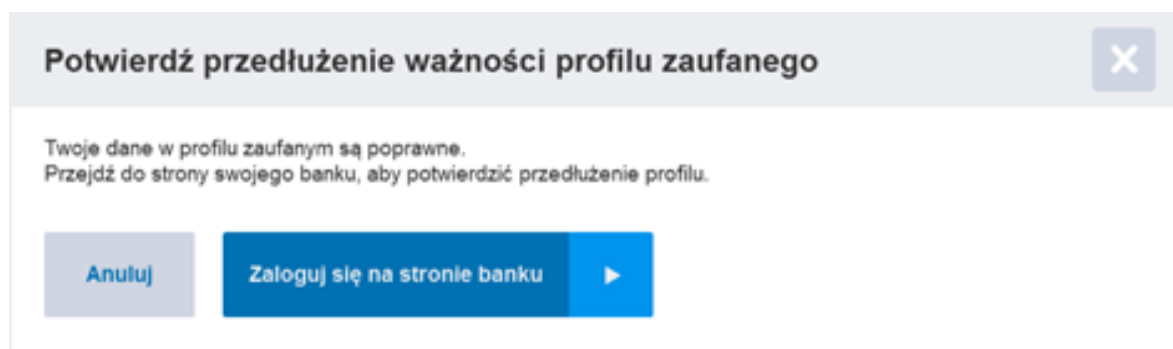 Potwierdź przedłużenie ważności profilu zaufanego
Twoje dane w profilu zaufanym są poprawne.
Przejdź do strony swojego banku, aby potwierdzić przedłużenie profilu.
Anuluj
Zaloguj się na stronie banku